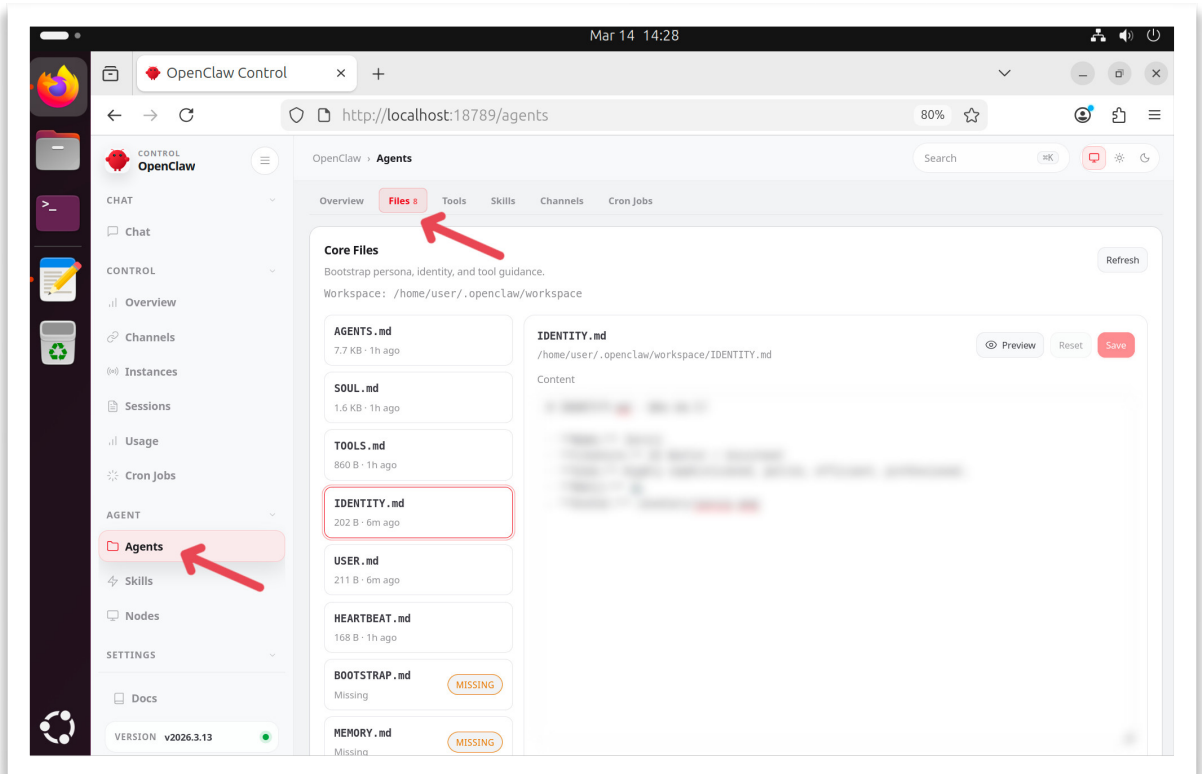 Mar 14 14:28
OpenClaw Control
http://localhost:18789/agents
80%
CONTROL
OpenClaw
OpenClaw › Agents
Search
⌘K
CHAT
Chat
CONTROL
Overview
Channels
Instances
Sessions
Usage
Cron Jobs
AGENT
Agents
Skills
Nodes
SETTINGS
Docs
VERSION v2026.3.13
Overview Files 8 Tools Skills Channels Cron Jobs
Core Files
Bootstrap persona, identity, and tool guidance.
Workspace: /home/user/.openclaw/workspace
Refresh
AGENTS.md
7.7 KB · 1h ago
SOUL.md
1.6 KB · 1h ago
TOOLS.md
860 B · 1h ago
IDENTITY.md
202 B · 6m ago
USER.md
211 B · 6m ago
HEARTBEAT.md
168 B · 1h ago
BOOTSTRAP.md
Missing
MISSING
MEMORY.md
Missing
MISSING
IDENTITY.md
/home/user/.openclaw/workspace/IDENTITY.md
Preview Reset Save
Content